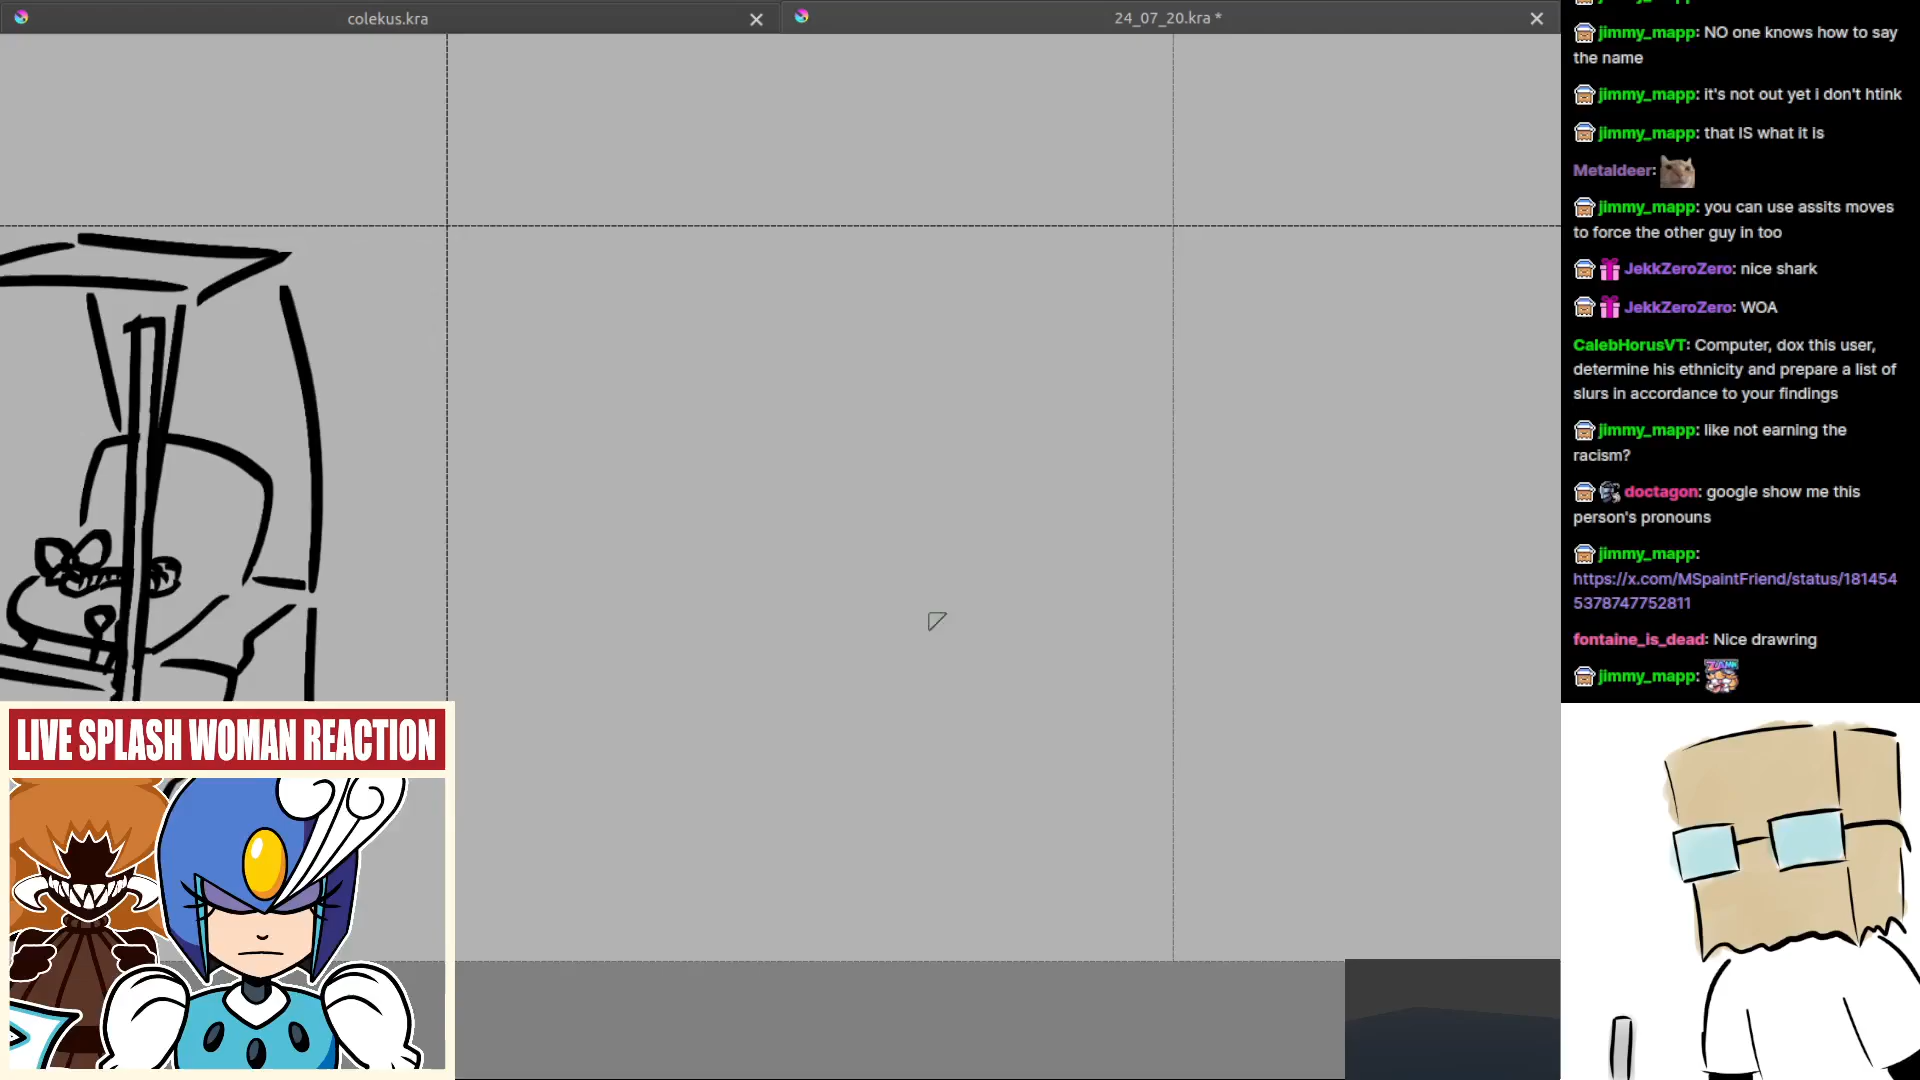 colekus.kra
24_07_20.kra *
jimmy_mapp: NO one knows how to say
the name
jimmy_mapp: it's not out yet i don't htink
jimmy_mapp: that IS what it is
Metaldeer:
jimmy_mapp: you can use assits moves
to force the other guy in too
JekkZeroZero: nice shark
JekkZeroZero: WOA
CalebHorusVT: Computer, dox this user,
determine his ethnicity and prepare a list of
slurs in accordance to your findings
jimmy_mapp: like not earning the
racism?
doctagon: google show me this
person's pronouns
jimmy_mapp:
https://x.com/MSpaintFriend/status/181454
5378747752811
fontaine_is_dead: Nice drawring
jimmy_mapp:
LIVE SPLASH WOMAN REACTION